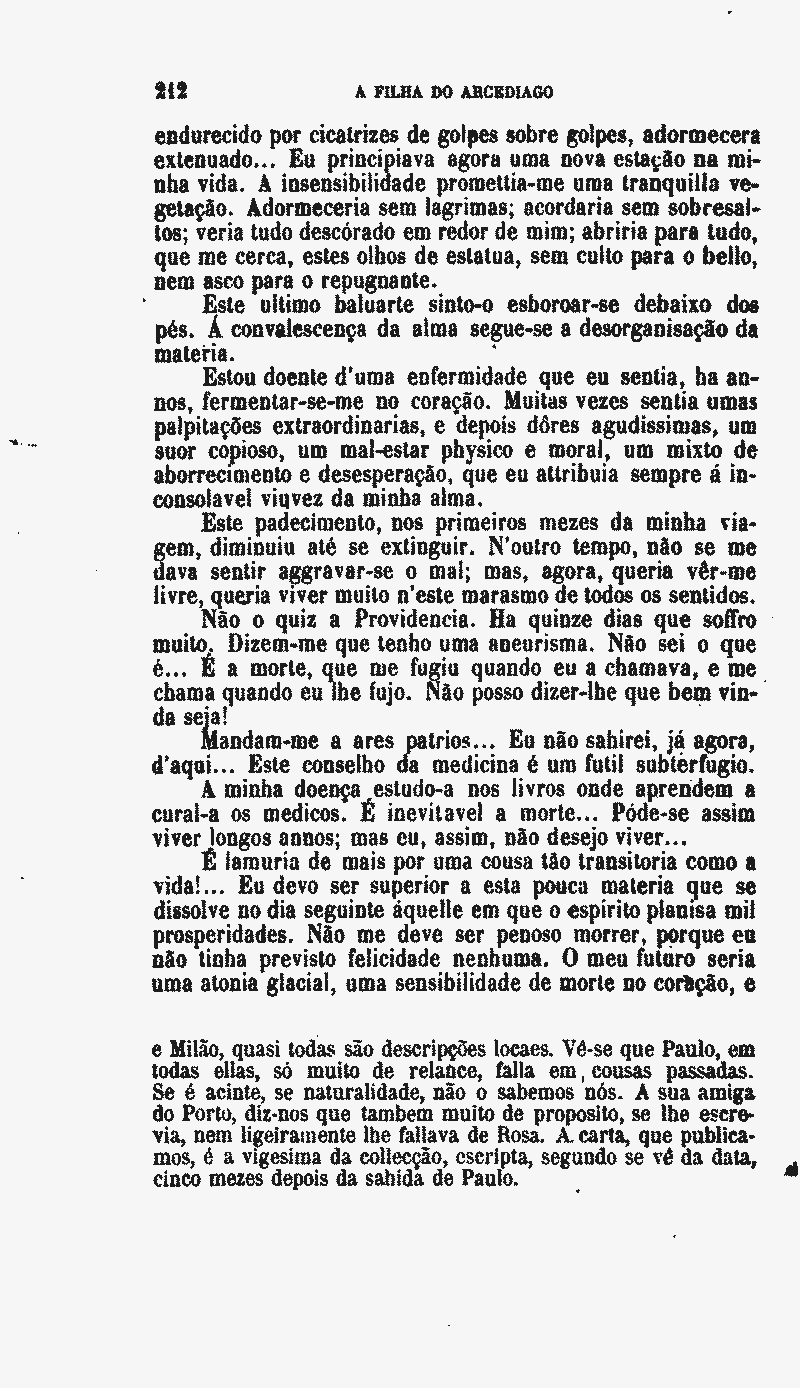 212 A FILHA DO ARCEDIAGO
endurecido por cicatrizes de golpes sobre golpes, adormecera
extenuado... Eu principiava agora uma nova estação na mi-
nha vida. A insensibilidade promettia-me uma tranquilla ve-
getação. Adormeceria sem lagrimas; acordaria sem sobresal-
tos; veria tudo descórado em redor de mim; abriria para tudo,
que me cerca, estes olhos de estatua, sem culto para o bello,
nem asco para o repugnante.
Este ultimo baluarte sinto-o esboroar-se debaixo dos
pés. Á convalescença da alma segue-se a desorganisação da
materia.
Estou doente d'uma enfermidade que eu sentia, ha an-
nos, fermentar-se-me no coração. Muitas vezes sentia umas
palpitações extraordinarias, e depois dôres agudissimas, um
suor copioso, um mal-estar physico e moral, um mixto de
aborrecimento e desesperação, que eu attribuia sempre á in-
consolavel viuvez da minha alma.
Este padecimento, nos primeiros mezes da minha via-
gem, diminuiu até se extinguir. N'outro tempo, não se me
dava sentir aggravar-se o mal; mas, agora, queria vêr-me
livre, queria viver muito n'este marasmo de todos os sentidos.
Não o quiz a Providencia. Ha quinze dias que soffro
muito. Dizem-me que tenho uma aneurisma. Não sei o que
é... É a morte, que me fugiu quando eu a chamava, e me
chama quando eu lhe fujo. Não posso dizer-lhe que bem vin-
da seja!
Mandam-me a ares patrios... Eu não sahirei, já agora,
d'aqui... Este conselho da medicina é um futil subterfugio.
A minha doença estudo-a nos livros onde aprendem a
cural-a os medicos. É inevitavel a morte... Póde-se assim
viver longos annos; mas eu, assim, não desejo viver...
É lamuria de mais por uma cousa tão transitoria como a
vida!... Eu devo ser superior a esta pouca materia que se
dissolve no dia seguinte áquelle em que o espirito planisa mil
prosperidades. Não me deve ser penoso morrer, porque eu
não tinha previsto felicidade nenhuma. O meu futuro seria
uma atonia glacial, uma sensibilidade de morte no coração, e
e Milão, quasi todas são descripções locaes. Vê-se que Paulo, em
todas ellas, só muito de relance, falla em cousas passadas.
Se é acinte, se naturalidade, não o sabemos nós. A sua amiga
do Porto, diz-nos que tambem muito de proposito, se lhe escre-
via, nem ligeiramente lhe fallava de Rosa. A carta, que publica-
mos, é a vigesima da collecção, escripta, segundo se vê da data,
cinco mezes depois da sahida de Paulo.